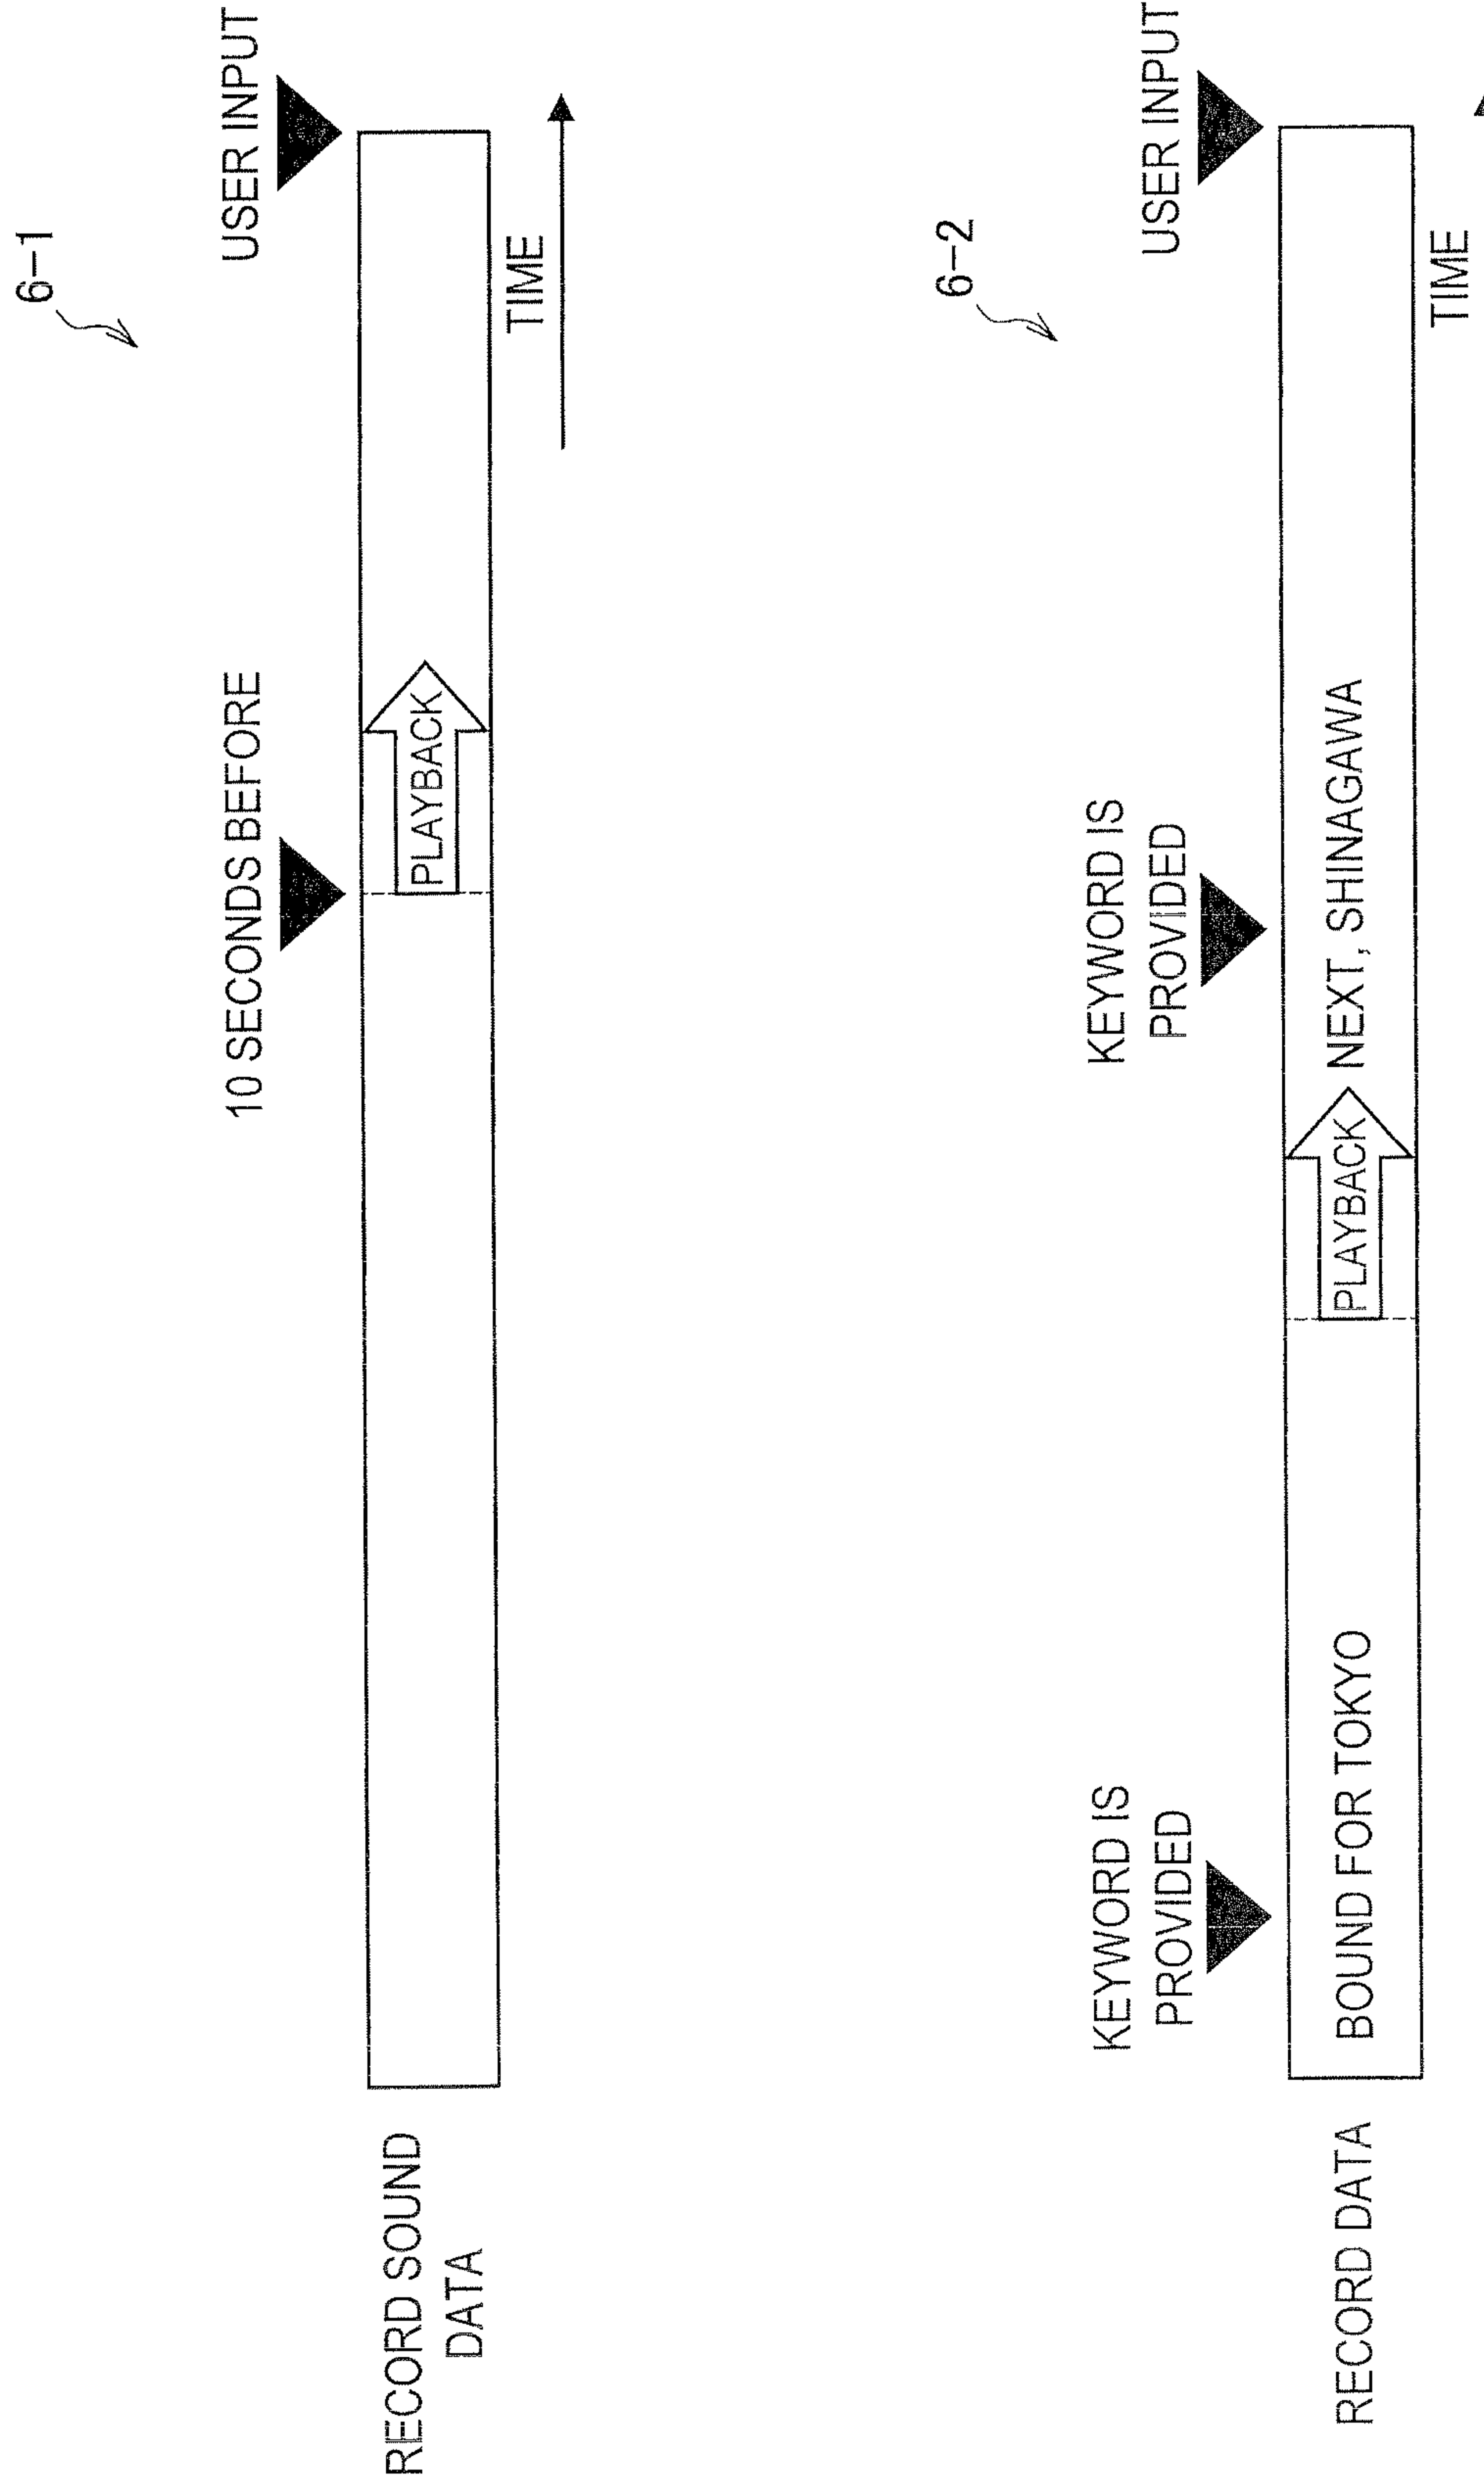 6-1
10 SECONDS BEFORE
USER INPUT
RECORD SOUND
DATA
PLAYBACK
TIME
6-2
KEYWORD IS
PROVIDED
KEYWORD IS
PROVIDED
USER INPUT
RECORD DATA
BOUND FOR TOKYO
PLAYBACK
NEXT, SHINAGAWA
TIME